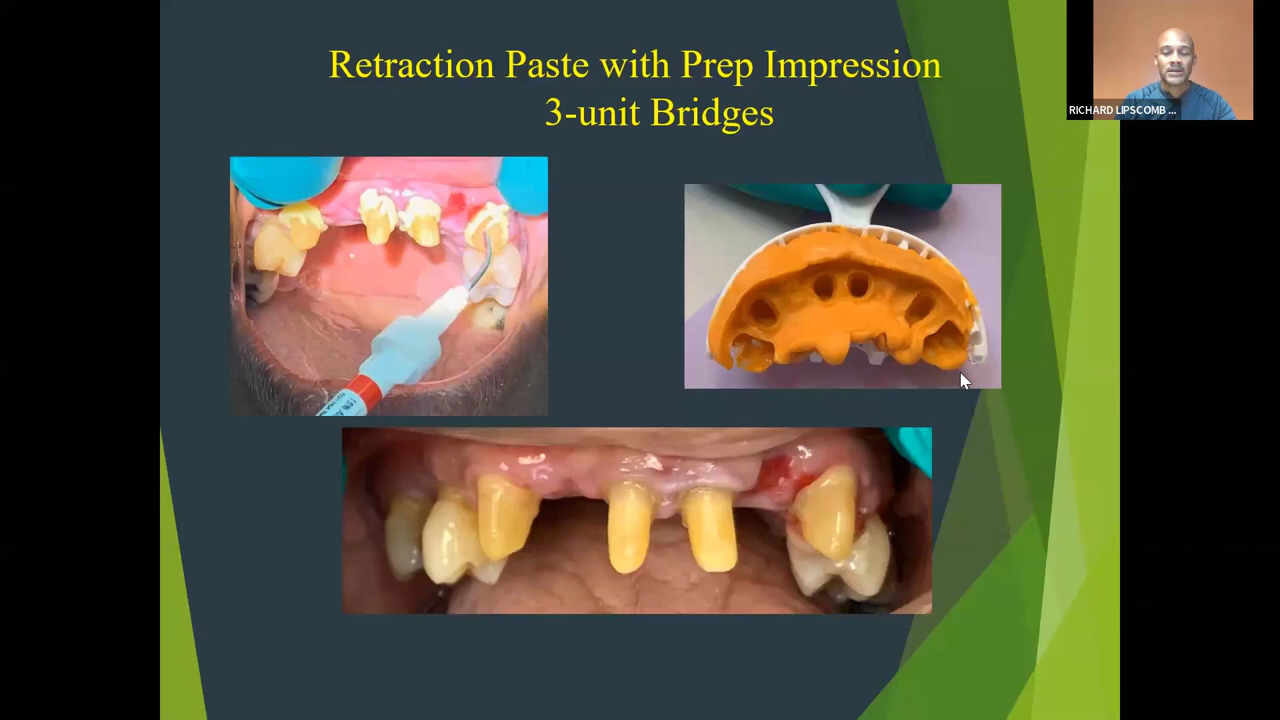 Retraction Paste with Prep Impression
3-unit Bridges
RICHARD LIPSCOMB ...